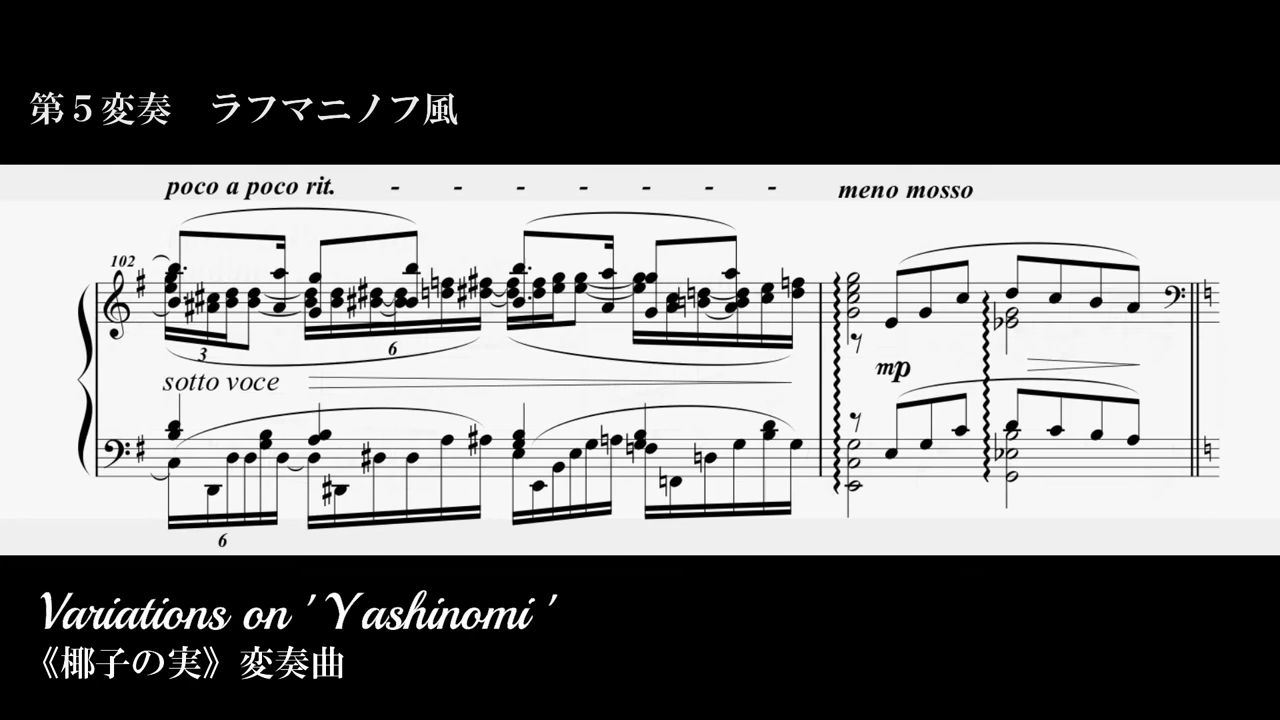 第５変奏　ラフマニノフ風
poco a poco rit. - - - - - - - meno mosso
102
3 6
mp
sotto voce
6
Variations on ' Yashinomi '
《椰子の実》変奏曲